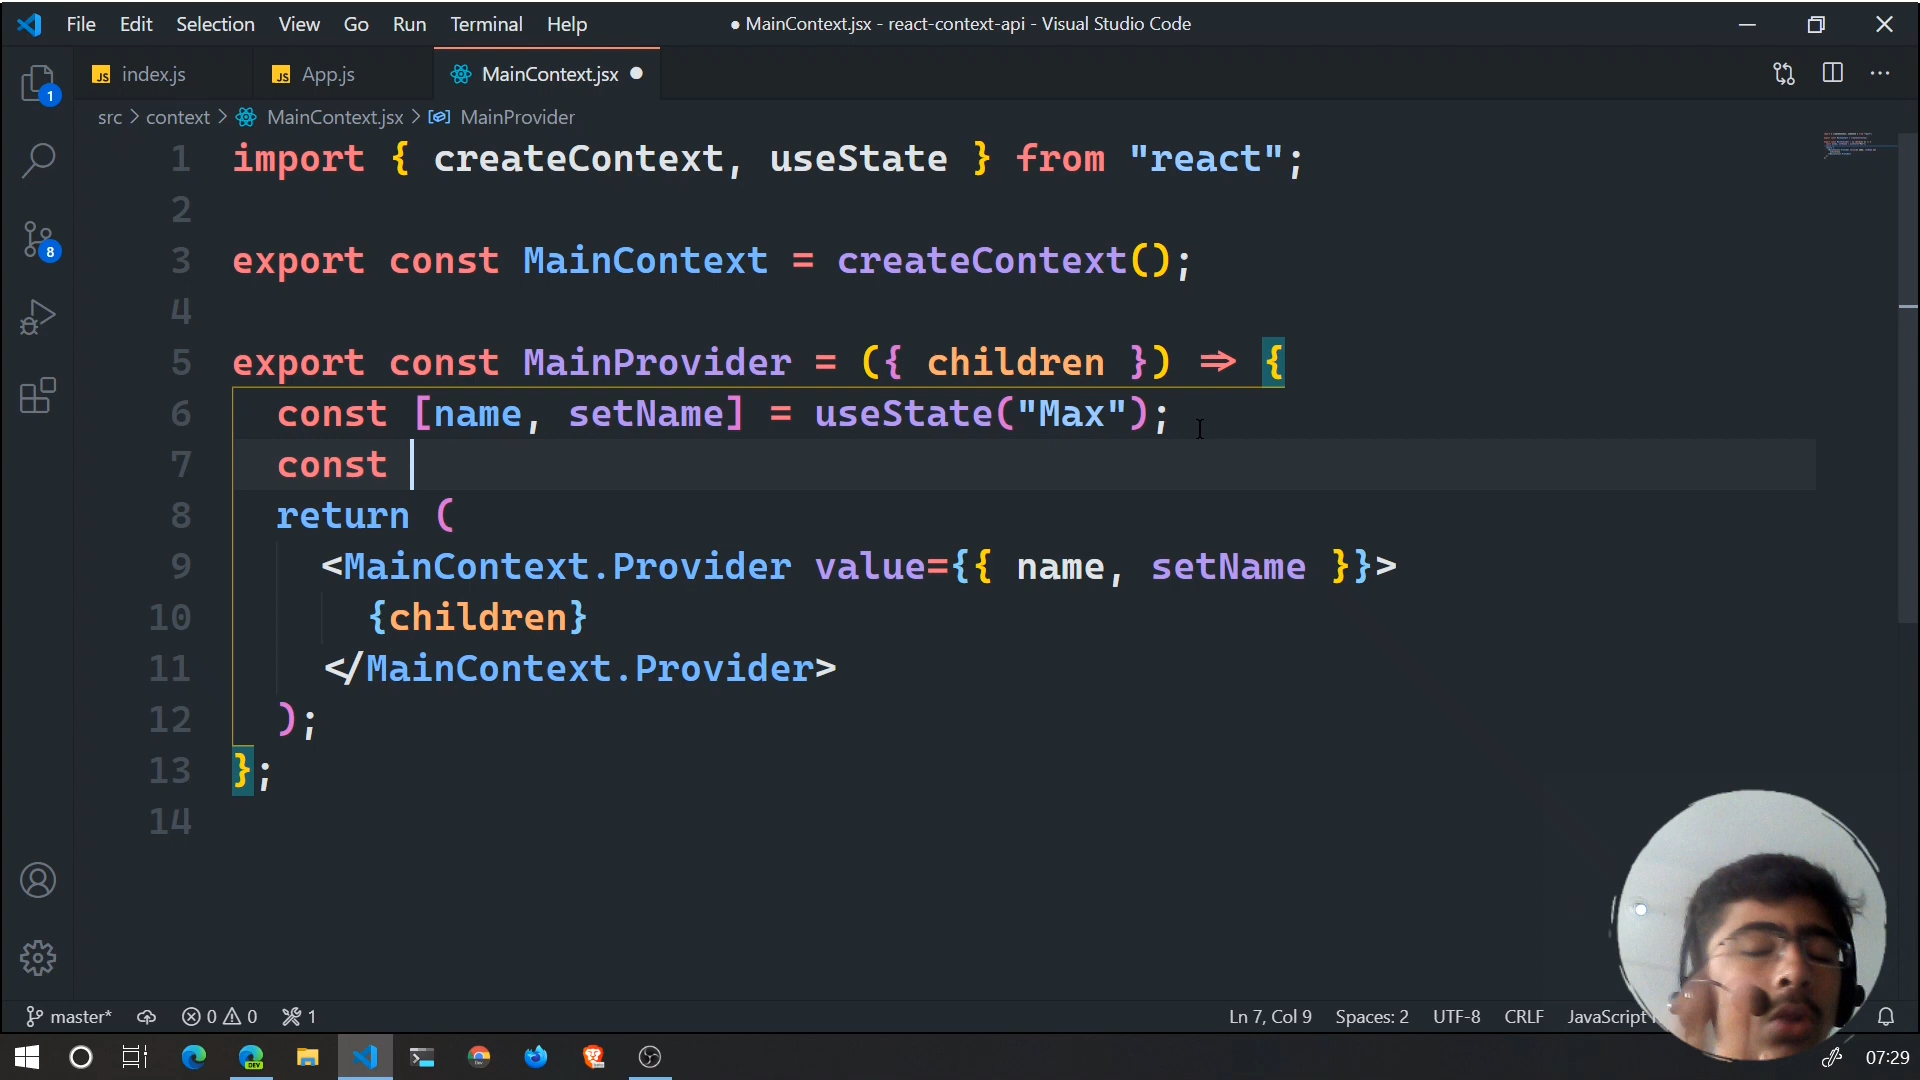 File Edit Selection View Go Run Terminal Help
● MainContext.jsx - react-context-api - Visual Studio Code
JS index.js
JS App.js
MainContext.jsx ●
1
src > context > MainContext.jsx > MainProvider
1 import { createContext, useState } from "react";
2
8
3 export const MainContext = createContext();
4
5 export const MainProvider = ({ children }) => {
6 const [name, setName] = useState("Max");
7 const
8 return (
9 <MainContext.Provider value={{ name, setName }}>
10 {children}
11 </MainContext.Provider>
12 );
13 };
14
master* 0 0 1
Ln 7, Col 9 Spaces: 2 UTF-8 CRLF JavaScript
DEV
07:29